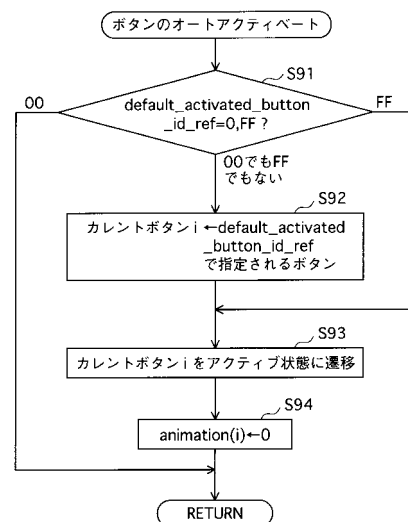 ボタンのオートアクティベート
S91
00
default_activated_button
_id_ref=0,FF ?
FF
00でもFF
でもない
S92
カレントボタンi ←default_activated
_button_id_ref
で指定されるボタン
S93
カレントボタンiをアクティブ状態に遷移
S94
animation(i)←0
RETURN